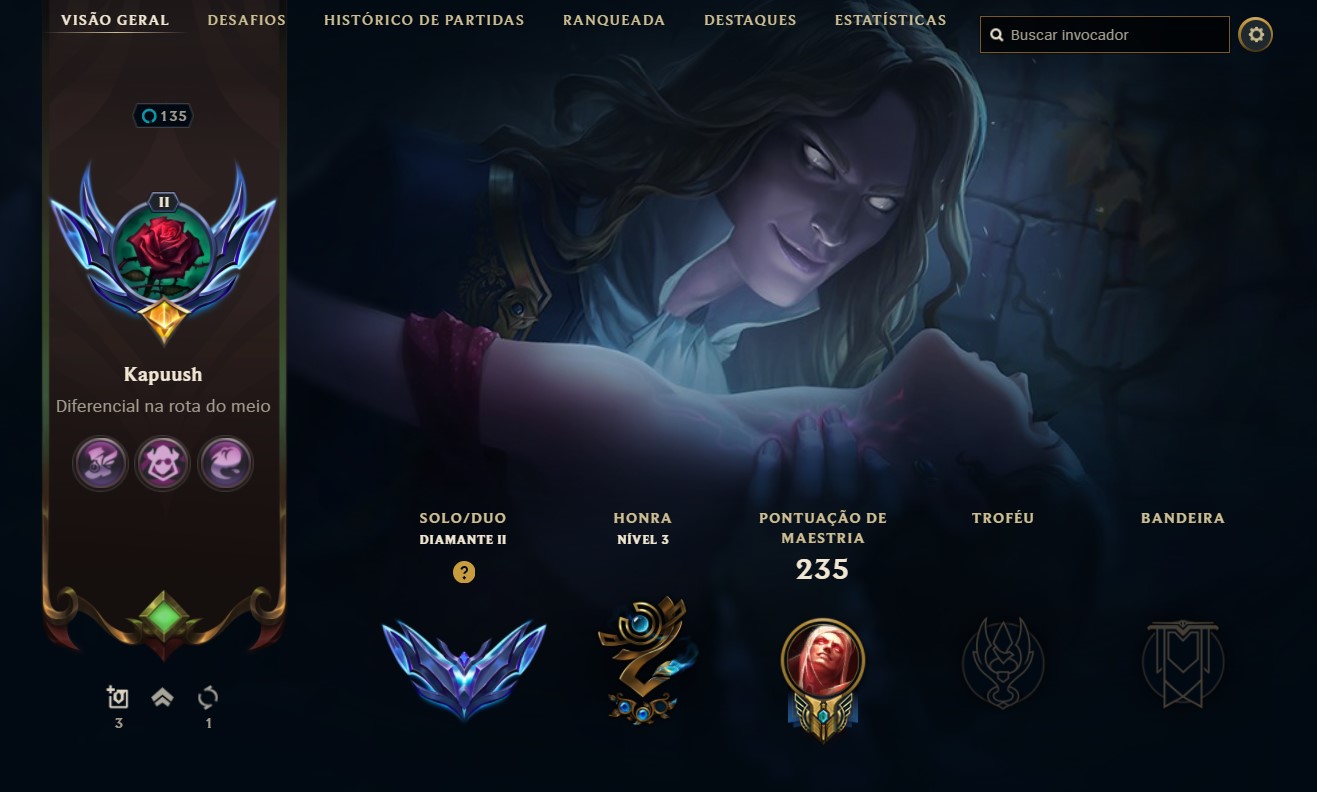 VISÃO GERAL DESAFIOS HISTÓRICO DE PARTIDAS RANQUEADA DESTAQUES ESTATÍSTICAS
Buscar invocador
135
II
Kapuush
Diferencial na rota do meio
SOLO/DUO
DIAMANTE II
?
HONRA
NÍVEL 3
PONTUAÇÃO DE
MAESTRIA
235
TROFÉU
BANDEIRA
3 1